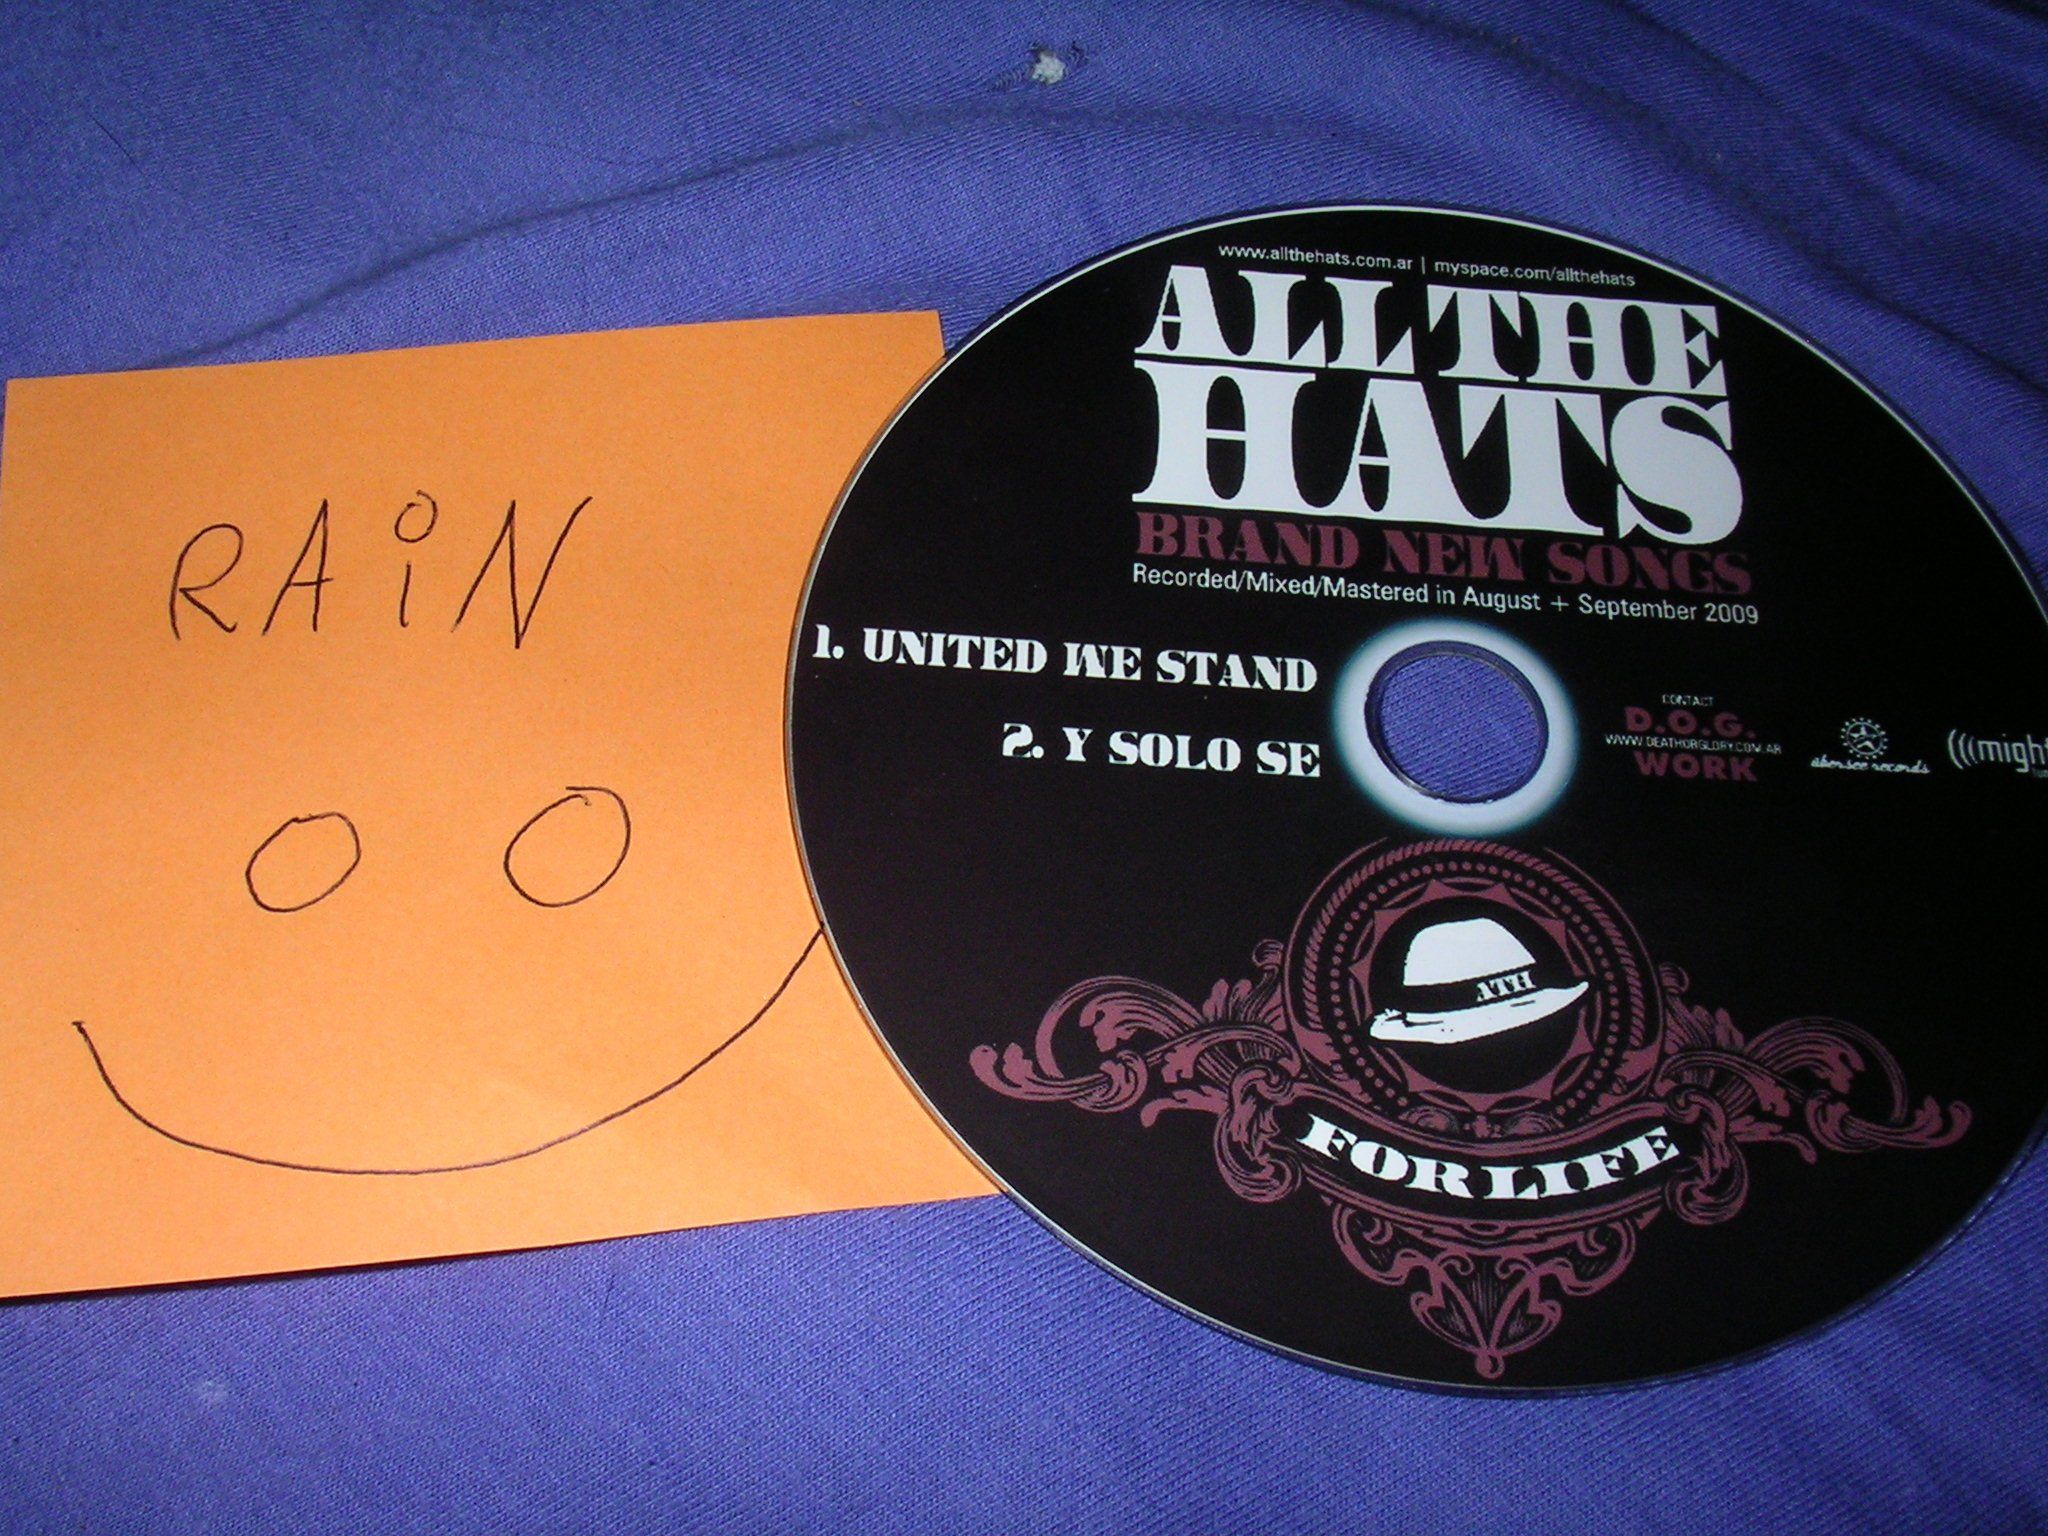 RAiN
www.allthehats.com.ar | myspace.com/allthehats
ALL THE
HATS
BRAND NEW SONGS
Recorded/Mixed/Mastered in August + September 2009
1. UNITED WE STAND
2. Y SOLO SE
CONTACT
D.O.G.
WWW.DEATHORGLORY.COM.AR
WORK
records
ATH
FOR LIFE